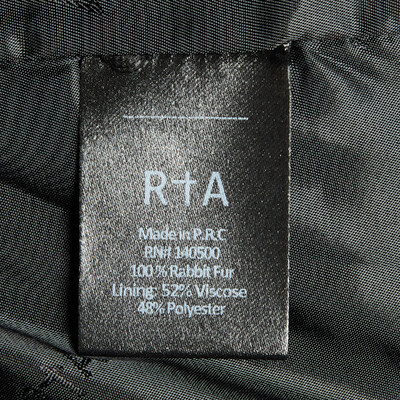 R†A
Made in P.R.C
RN# 140500
100% Rabbit Fur
Lining: 52% Viscose
48% Polyester